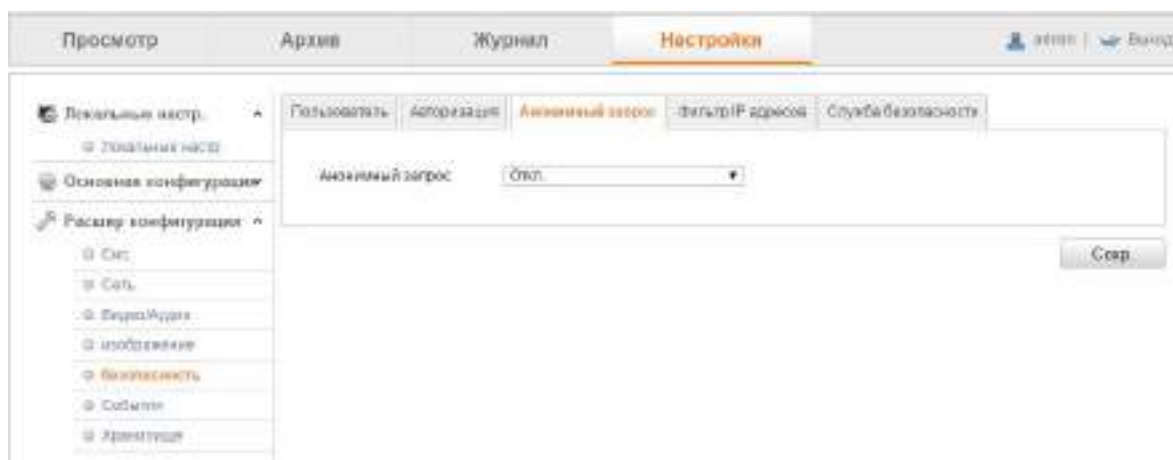 Просмотр Архив Журнал Настройки admin | Выход
Пользователь Авторизация Анонимный запрос Фильтр IP адресов Служба безопасности
Локальные настр.
Локальные настр
Основная конфигурация
Расшир конфигурация
Сис
Сеть
Видео/Аудио
изображение
безопасность
События
Хранилище
Анонимный запрос Откл.
Сохр